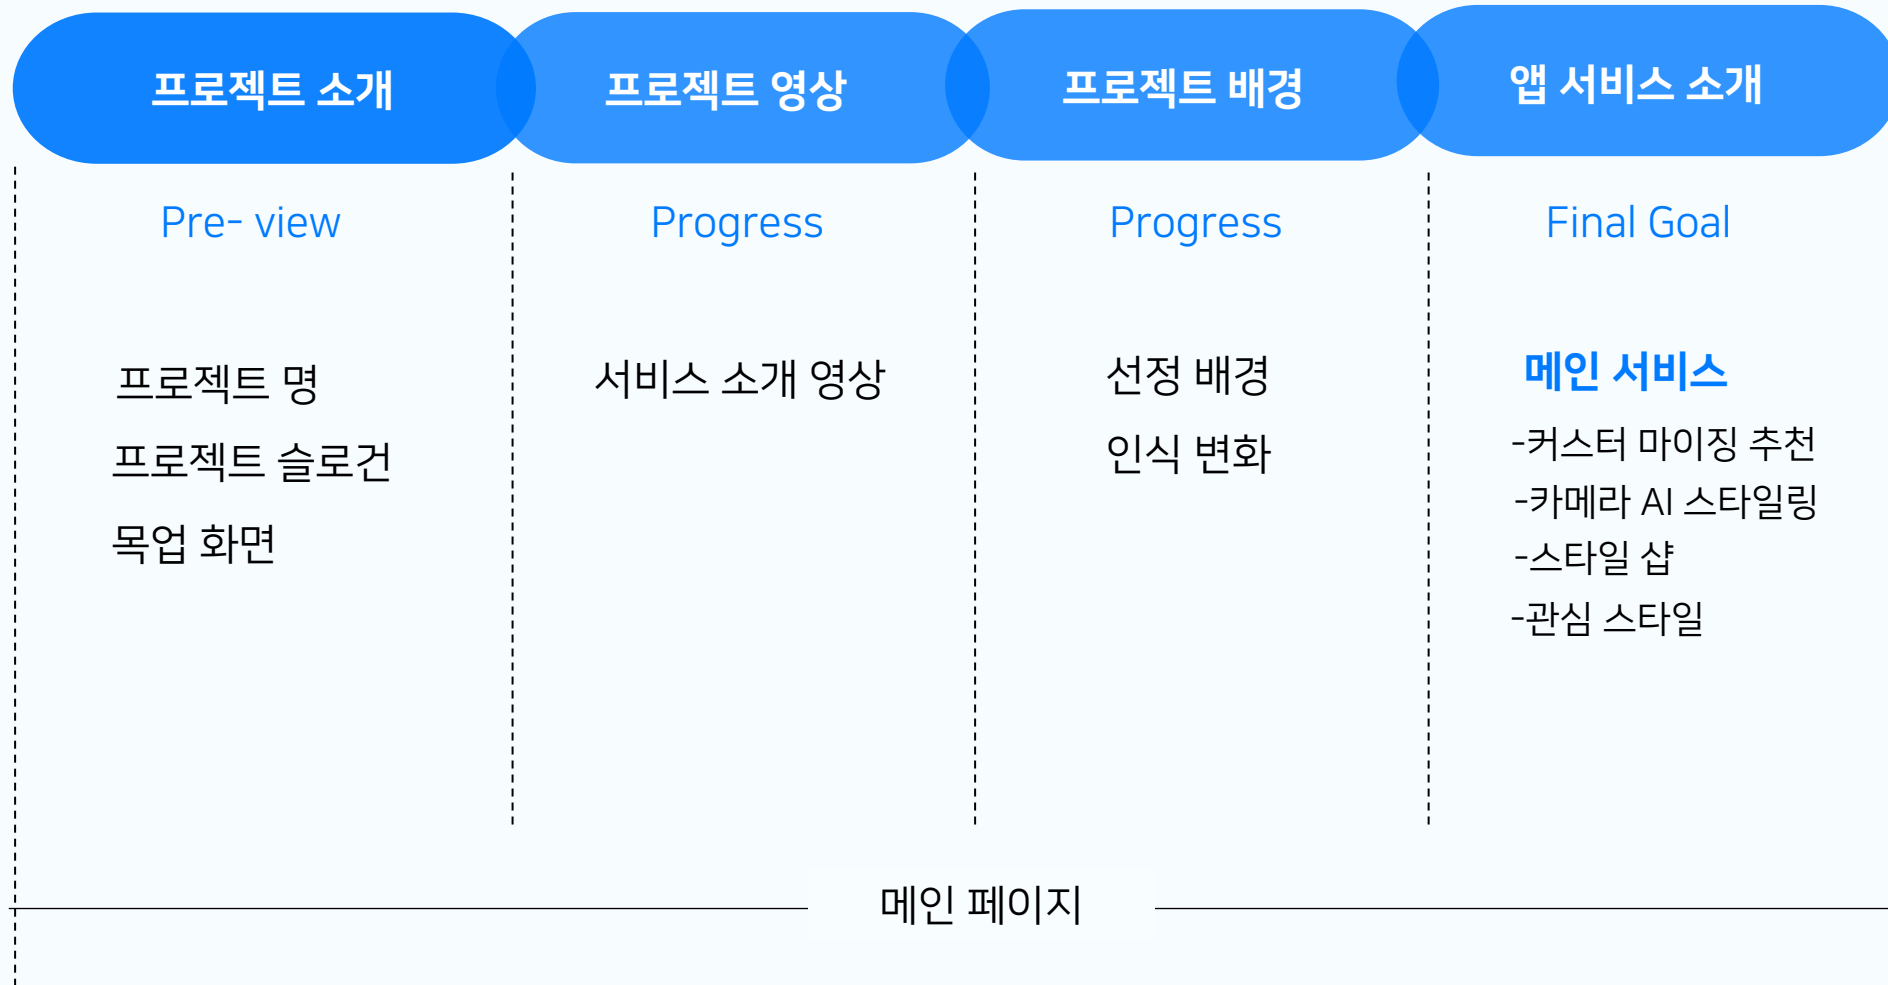 프로젝트 소개
프로젝트 영상
프로젝트 배경
앱 서비스 소개
Pre- view
Progress
Progress
Final Goal
프로젝트 명
프로젝트 슬로건
목업 화면
서비스 소개 영상
선정 배경
인식 변화
메인 서비스
-커스터 마이징 추천
-카메라 AI 스타일링
-스타일 샵
-관심 스타일
메인 페이지